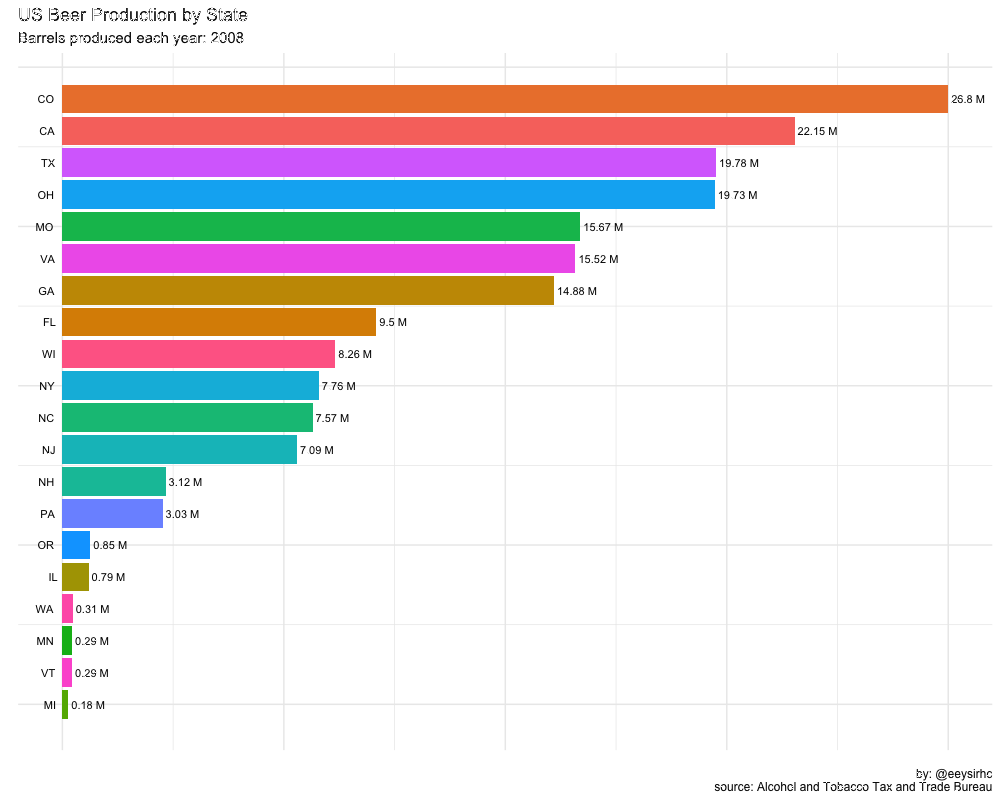 US Beer Production by State
Barrels produced each year: 2008
CO 26.8 M
CA 22.15 M
TX 19.78 M
OH 19.73 M
MO 15.67 M
VA 15.52 M
GA 14.88 M
FL 9.5 M
WI 8.26 M
NY 7.76 M
NC 7.57 M
NJ 7.09 M
NH 3.12 M
PA 3.03 M
OR 0.85 M
IL 0.79 M
WA 0.31 M
MN 0.29 M
VT 0.29 M
MI 0.18 M
by: @eeysirhc
source: Alcohol and Tobacco Tax and Trade Bureau